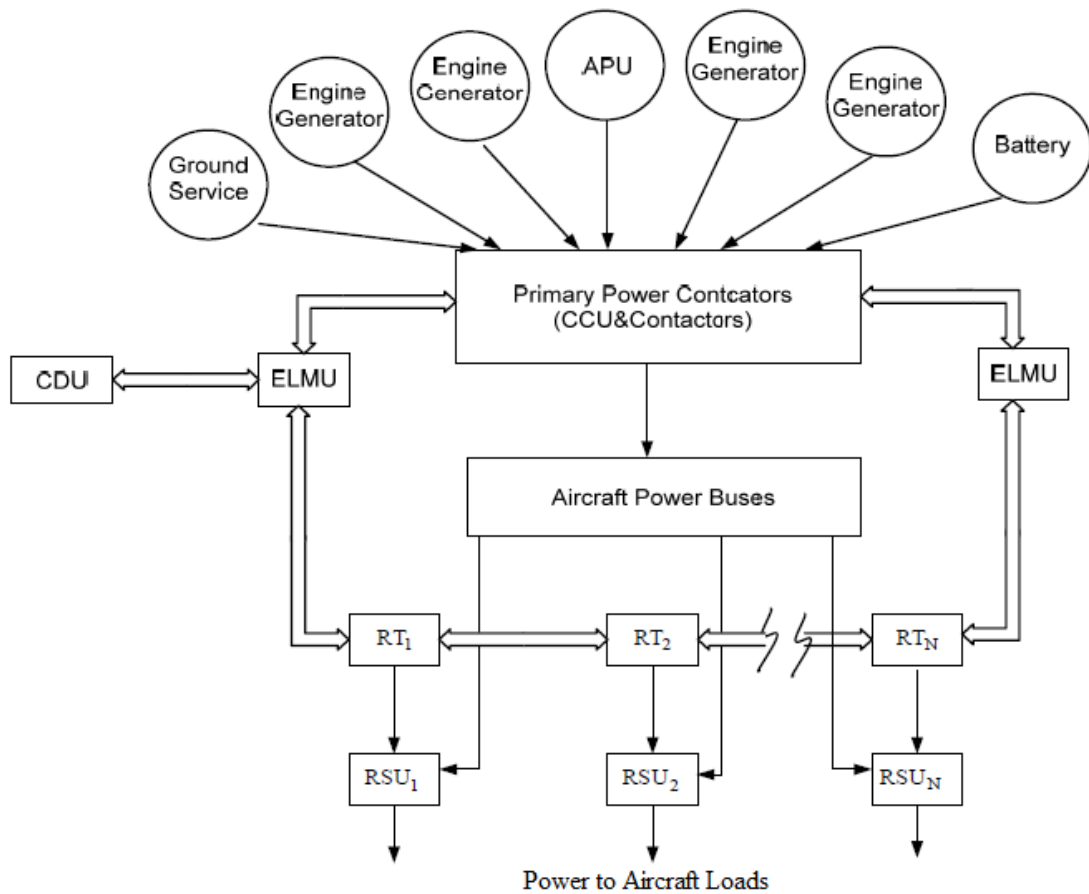 Engine
Generator
Engine
Generator
APU
Engine
Generator
Engine
Generator
Ground
Service
Battery
Primary Power Contcators
(CCU&Contactors)
CDU
ELMU
ELMU
Aircraft Power Buses
RT1
RT2
RTN
RSU1
RSU2
RSUN
Power to Aircraft Loads